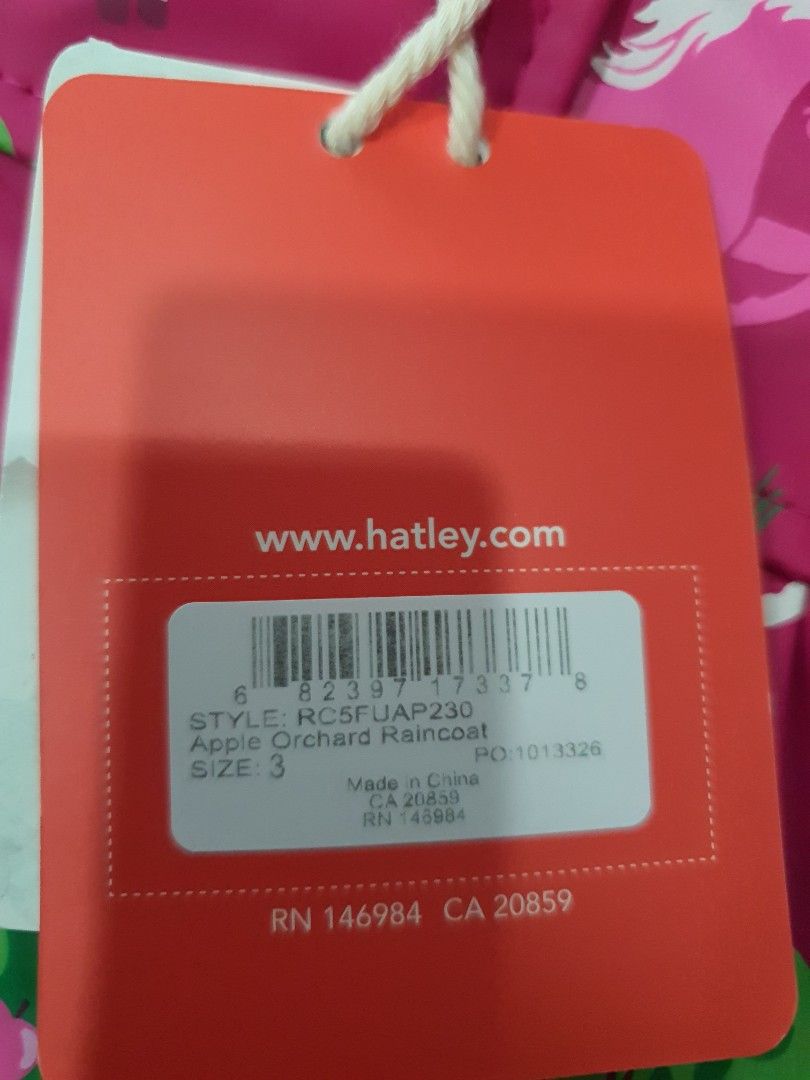 www.hatley.com
6 82397 17337 8
STYLE: RC5FUAP230
Apple Orchard Raincoat
PO:1013326
SIZE: 3
Made in China
CA 20859
RN 146984
RN 146984 CA 20859